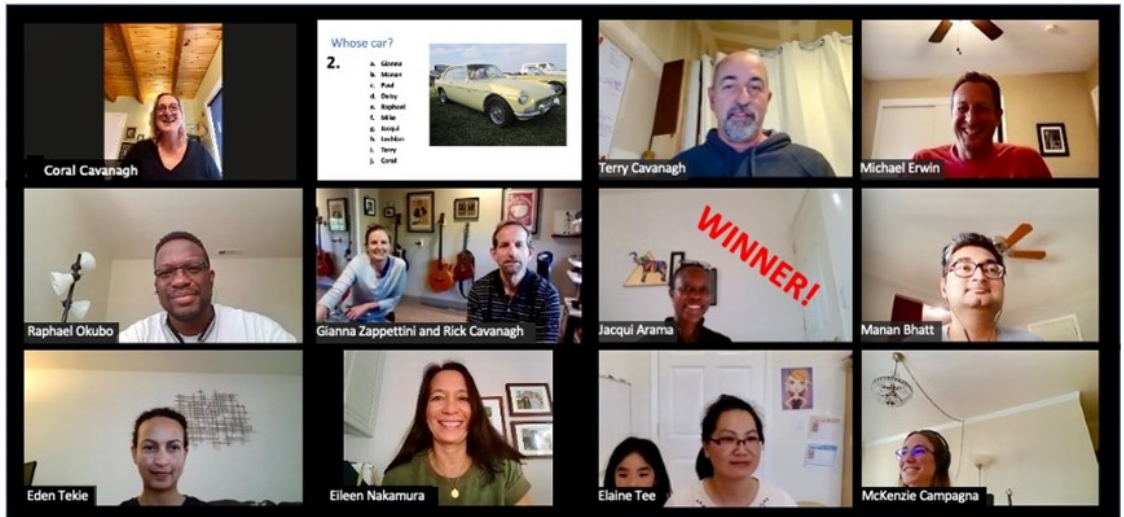 Whose car?
2.
a. Gianna
b. Manan
c. Paul
d. Daisy
e. Raphael
f. Mike
g. Jacqui
h. Lachlan
i. Terry
j. Coral
Coral Cavanagh
Terry Cavanagh
Michael Erwin
WINNER!
Raphael Okubo
Gianna Zappettini and Rick Cavanagh
Jacqui Arama
Manan Bhatt
Eden Tekie
Eileen Nakamura
Elaine Tee
McKenzie Campagna